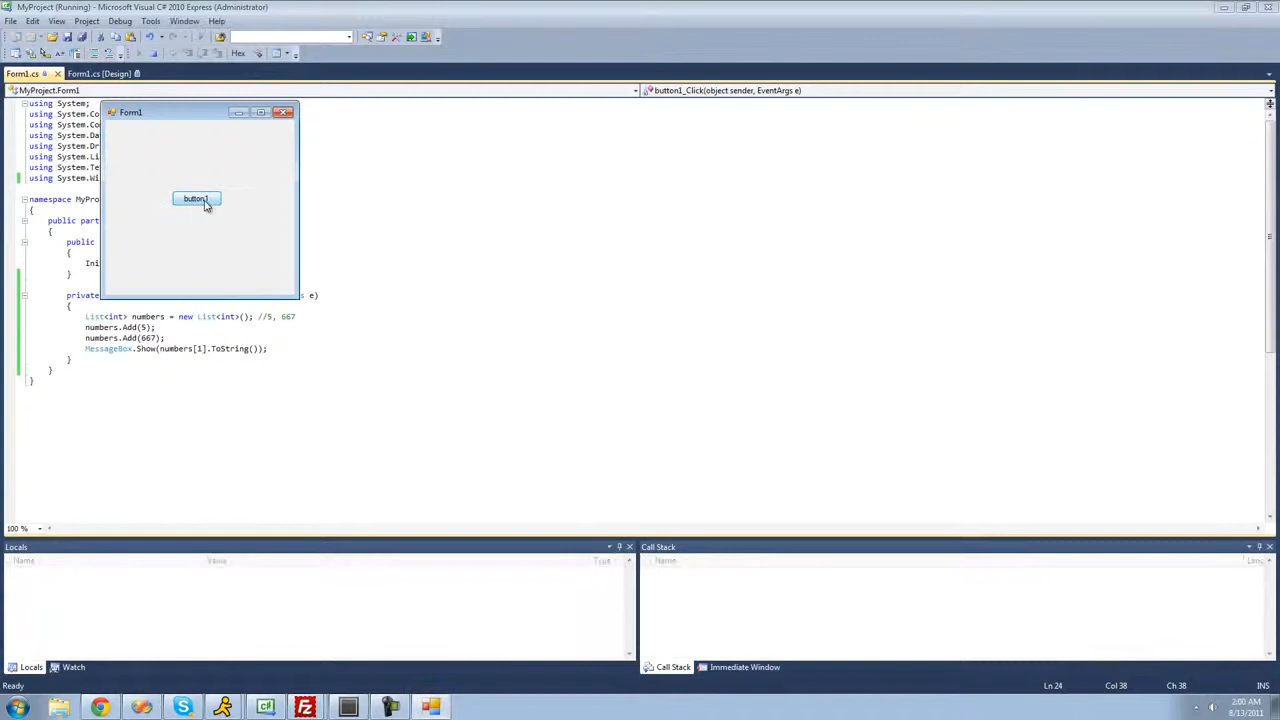 MyProject (Running) - Microsoft Visual C# 2010 Express (Administrator)
File Edit View Project Debug Tools Window Help
Hex
Form1.cs Form1.cs [Design]
MyProject.Form1 button1_Click(object sender, EventArgs e)
using System;
using System.Co
using System.Co
using System.Da
using System.Dr
using System.Li
using System.Te
using System.Wi
Form1
button1
namespace MyPro
{
public part
{
public
{
Ini
}
private s e)
{
List<int> numbers = new List<int>(); //5, 667
numbers.Add(5);
numbers.Add(667);
MessageBox.Show(numbers[1].ToString());
}
}
}
100 %
Locals Call Stack
Name Value Type Name Lang
Locals Watch Call Stack Immediate Window
Ready Ln 24 Col 38 Ch 38 INS
2:00 AM
8/13/2011